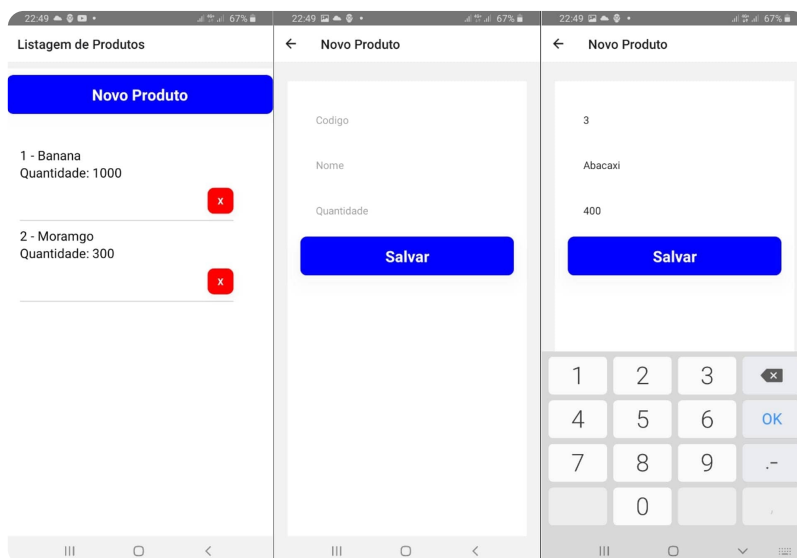 22:49
67%
Listagem de Produtos
Novo Produto
1 - Banana
Quantidade: 1000
x
2 - Moramgo
Quantidade: 300
x
22:49
67%
Novo Produto
Codigo
Nome
Quantidade
Salvar
22:49
67%
Novo Produto
3
Abacaxi
400
Salvar
1 2 3
4 5 6 OK
7 8 9 .-
0 ,